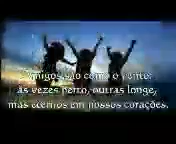 Amigos são como o vento:
às vezes perto, outras longe,
mas eternos em nossos corações.